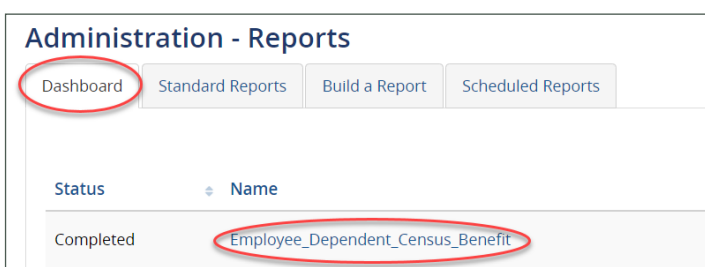 Administration - Reports
Dashboard Standard Reports Build a Report Scheduled Reports
Status Name
Completed Employee_Dependent_Census_Benefit